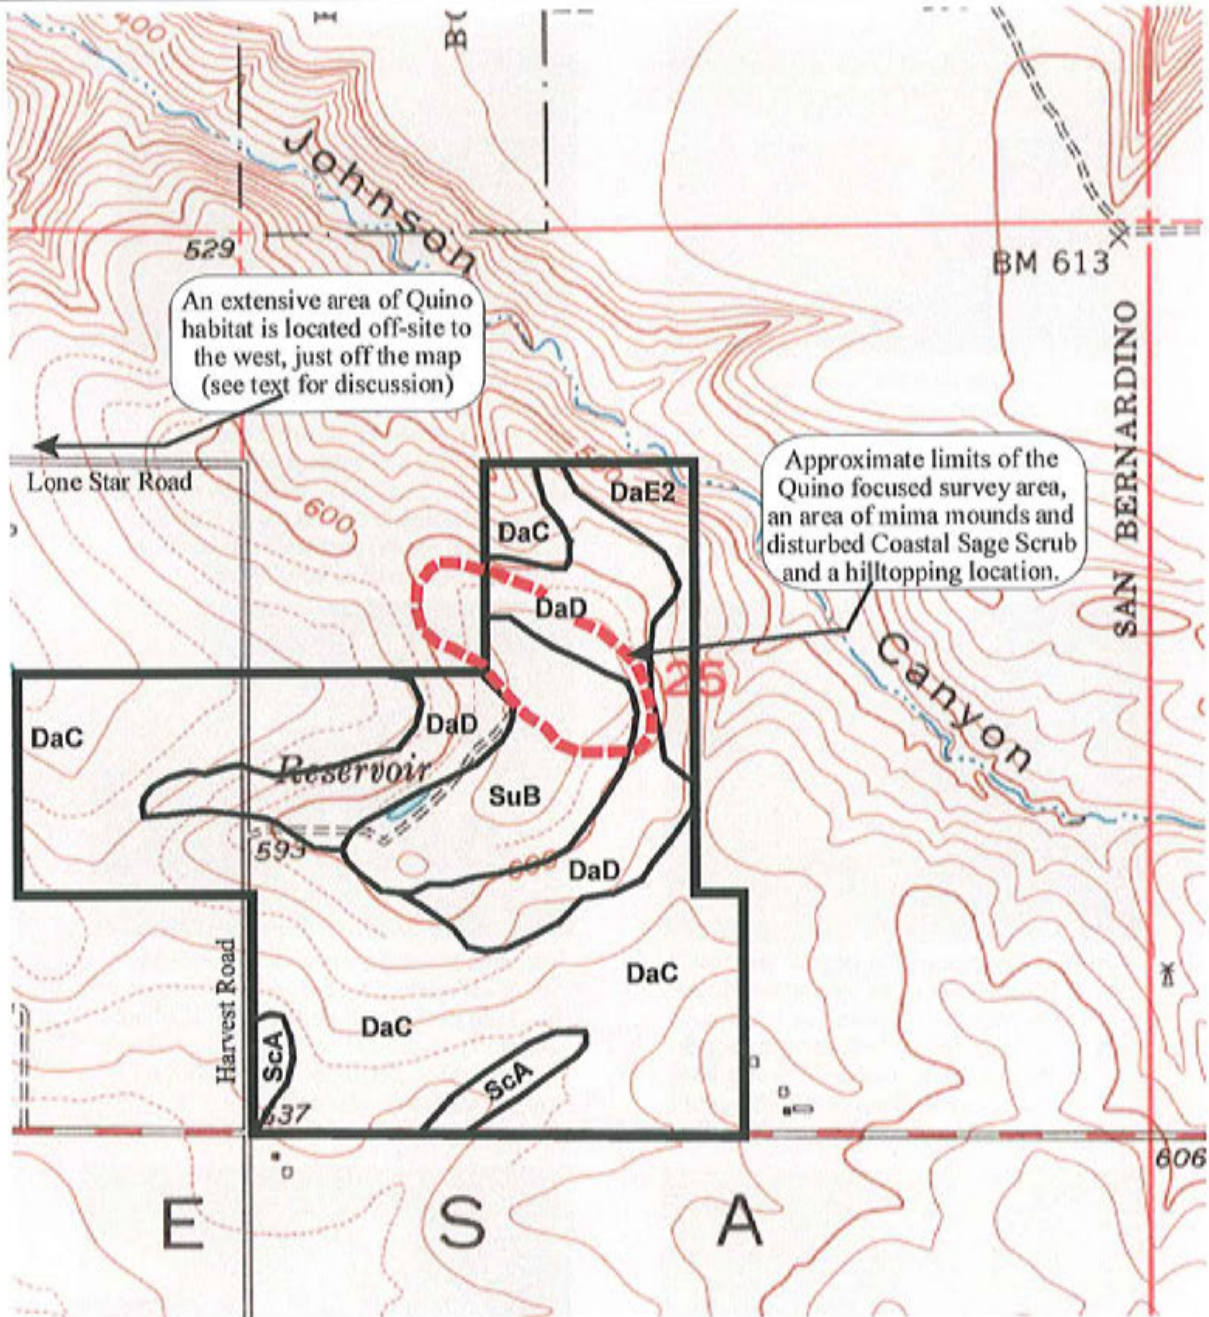 400
B
Johnson
529
BM 613
An extensive area of Quino
habitat is located off-site to
the west, just off the map
(see text for discussion)
SAN BERNARDINO
Lone Star Road
600
500
DaE2
DaC
Approximate limits of the
Quino focused survey area,
an area of mima mounds and
disturbed Coastal Sage Scrub
and a hilltopping location.
DaD
Canyon
25
DaC
DaD
Reservoir
SuB
593
600
DaD
Harvest Road
DaC
DaC
ScA
ScA
637
606
E S A